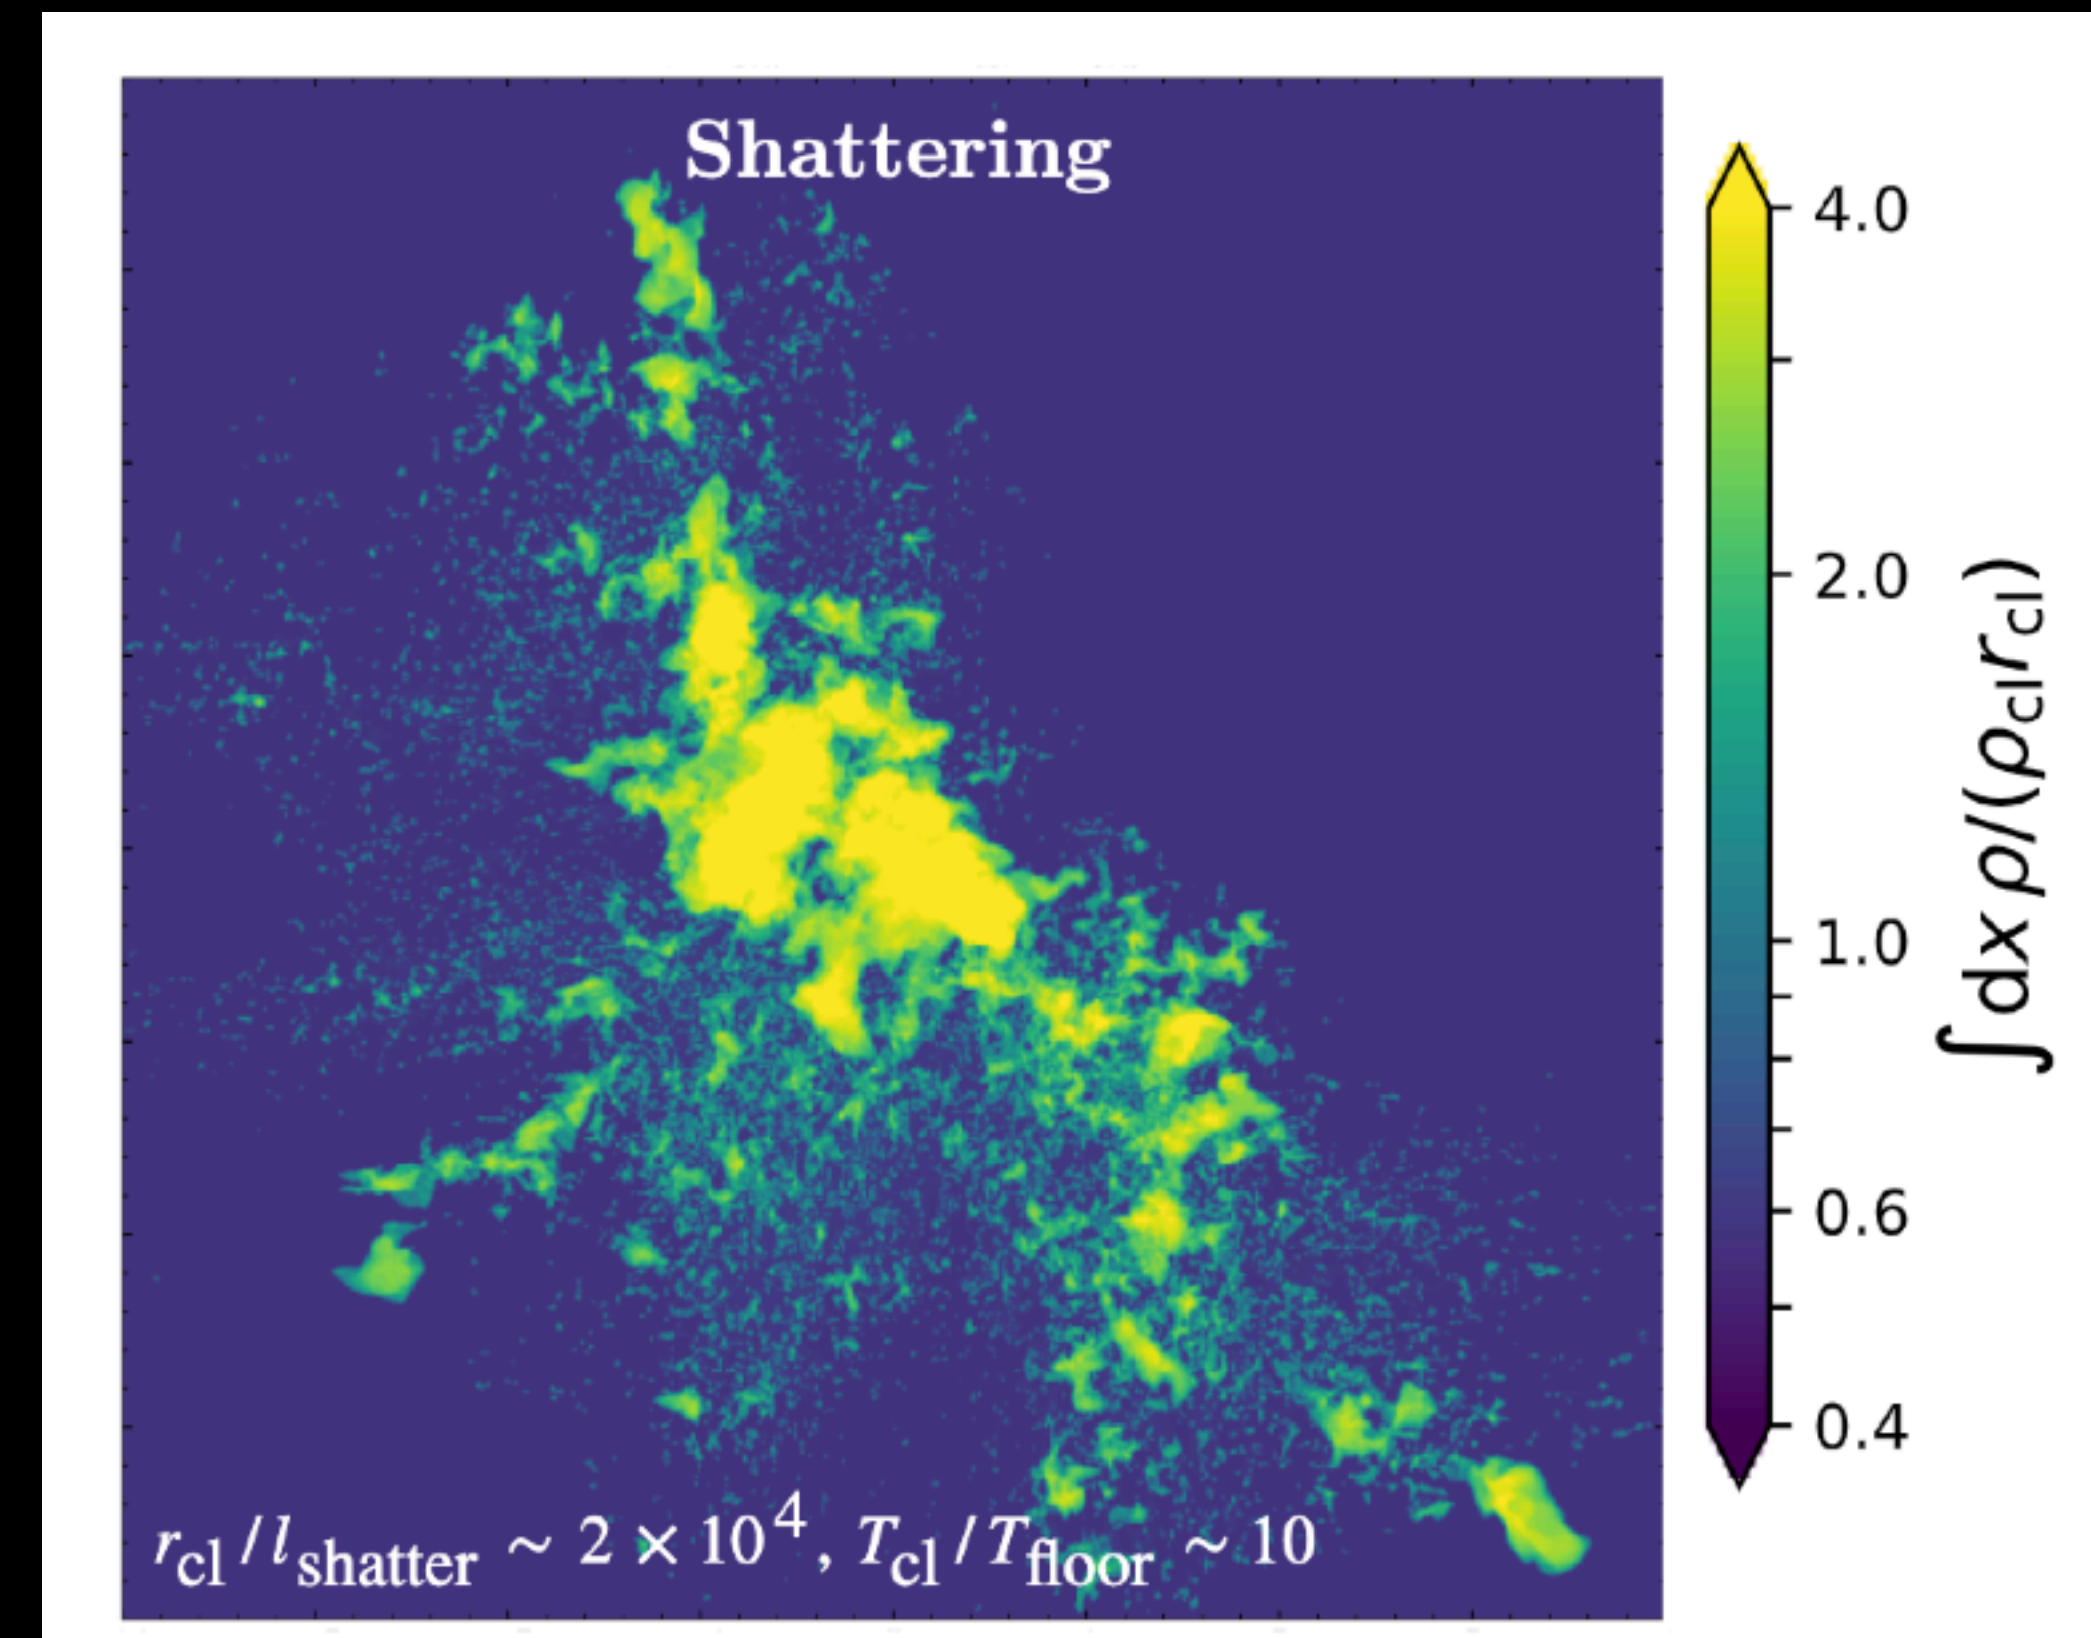 Shattering
r_cl / l_shatter ~ 2 × 10^4, T_cl / T_floor ~ 10
4.0
2.0
1.0
0.6
0.4
∫ dx ρ/(ρ_cl r_cl)